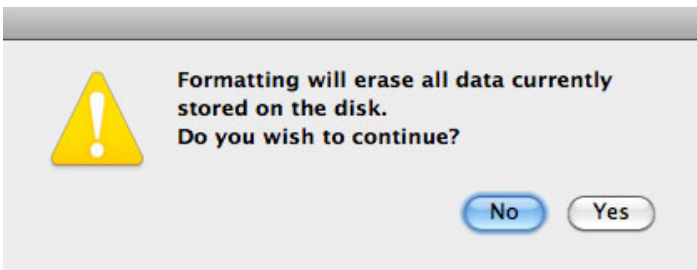 Formatting will erase all data currently
stored on the disk.
Do you wish to continue?
No Yes